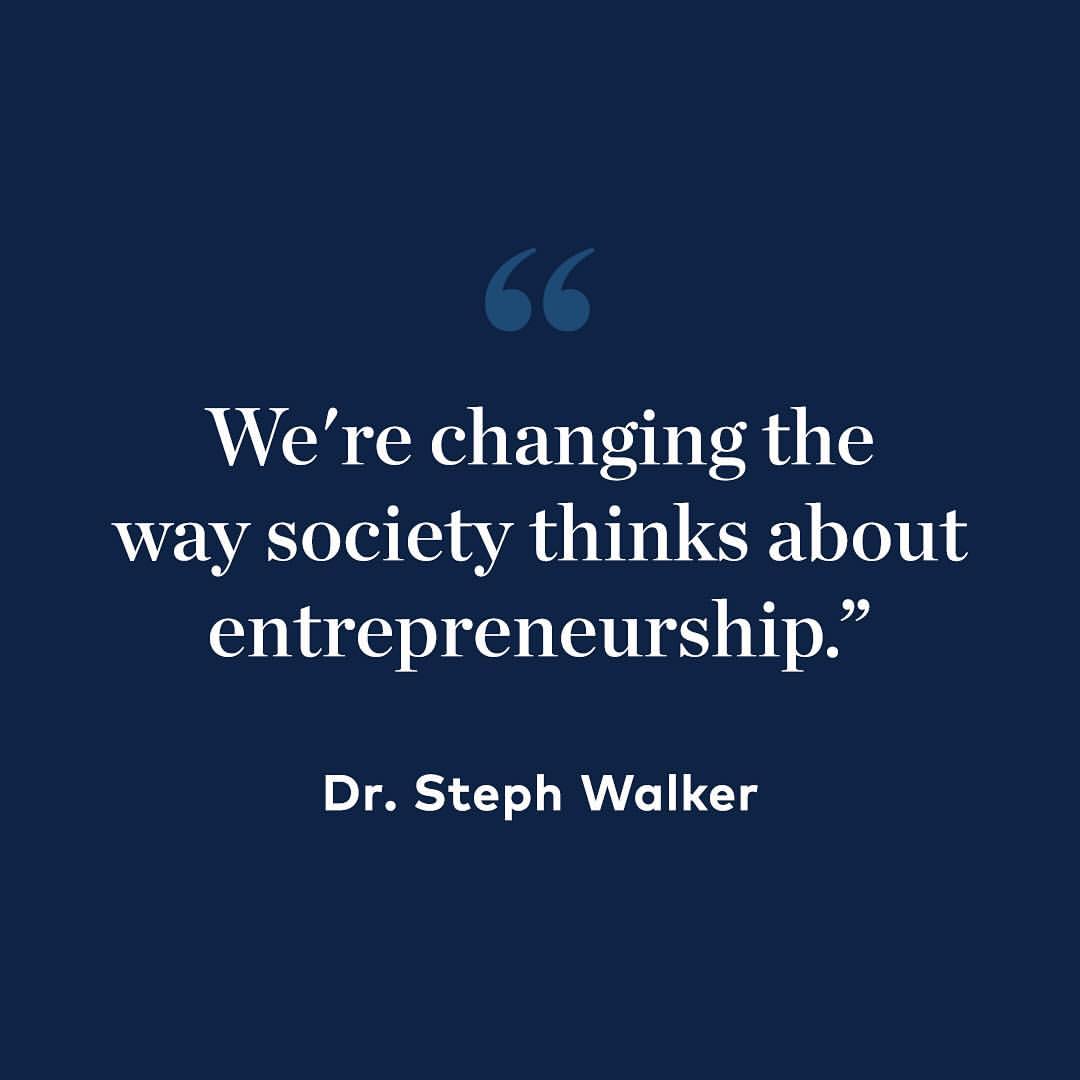 “
We're changing the
way society thinks about
entrepreneurship.”
Dr. Steph Walker